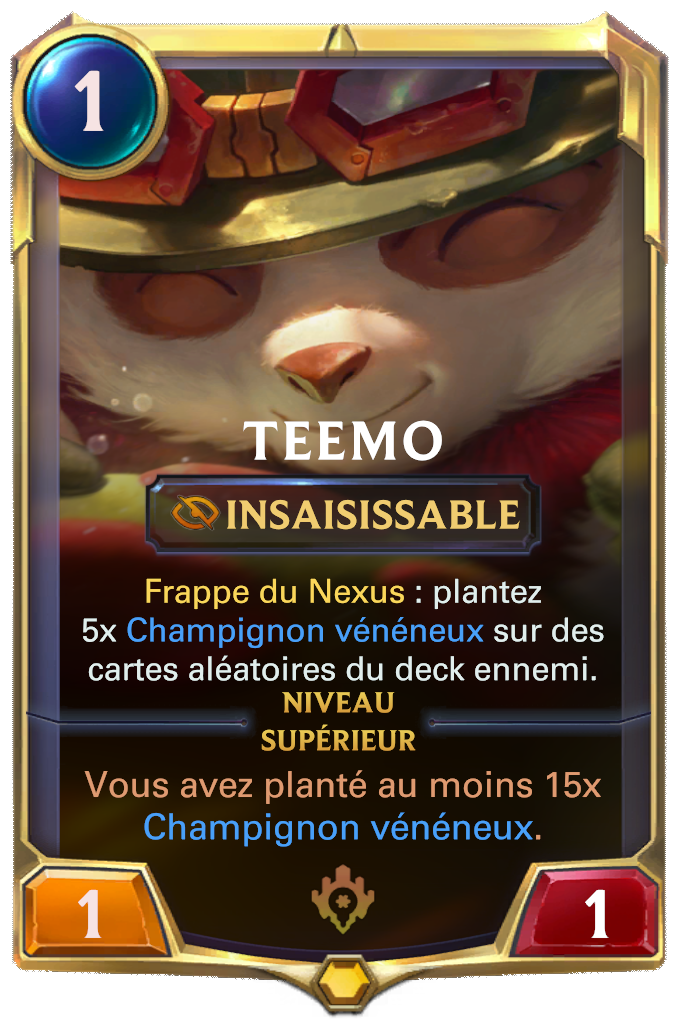 1
TEEMO
INSAISISSABLE
Frappe du Nexus : plantez
5x Champignon vénéneux sur des
cartes aléatoires du deck ennemi.
NIVEAU
SUPÉRIEUR
Vous avez planté au moins 15x
Champignon vénéneux.
1
1